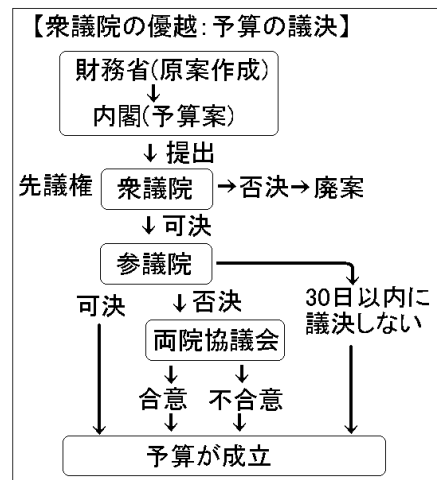 【衆議院の優越:予算の議決】
財務省(原案作成)
↓
内閣(予算案)
↓ 提出
先議権 衆議院 →否決→廃案
↓ 可決
参議院
可決 ↓ 否決 30日以内に
議決しない
両院協議会
↓ ↓
合意 不合意
↓ ↓
予算が成立